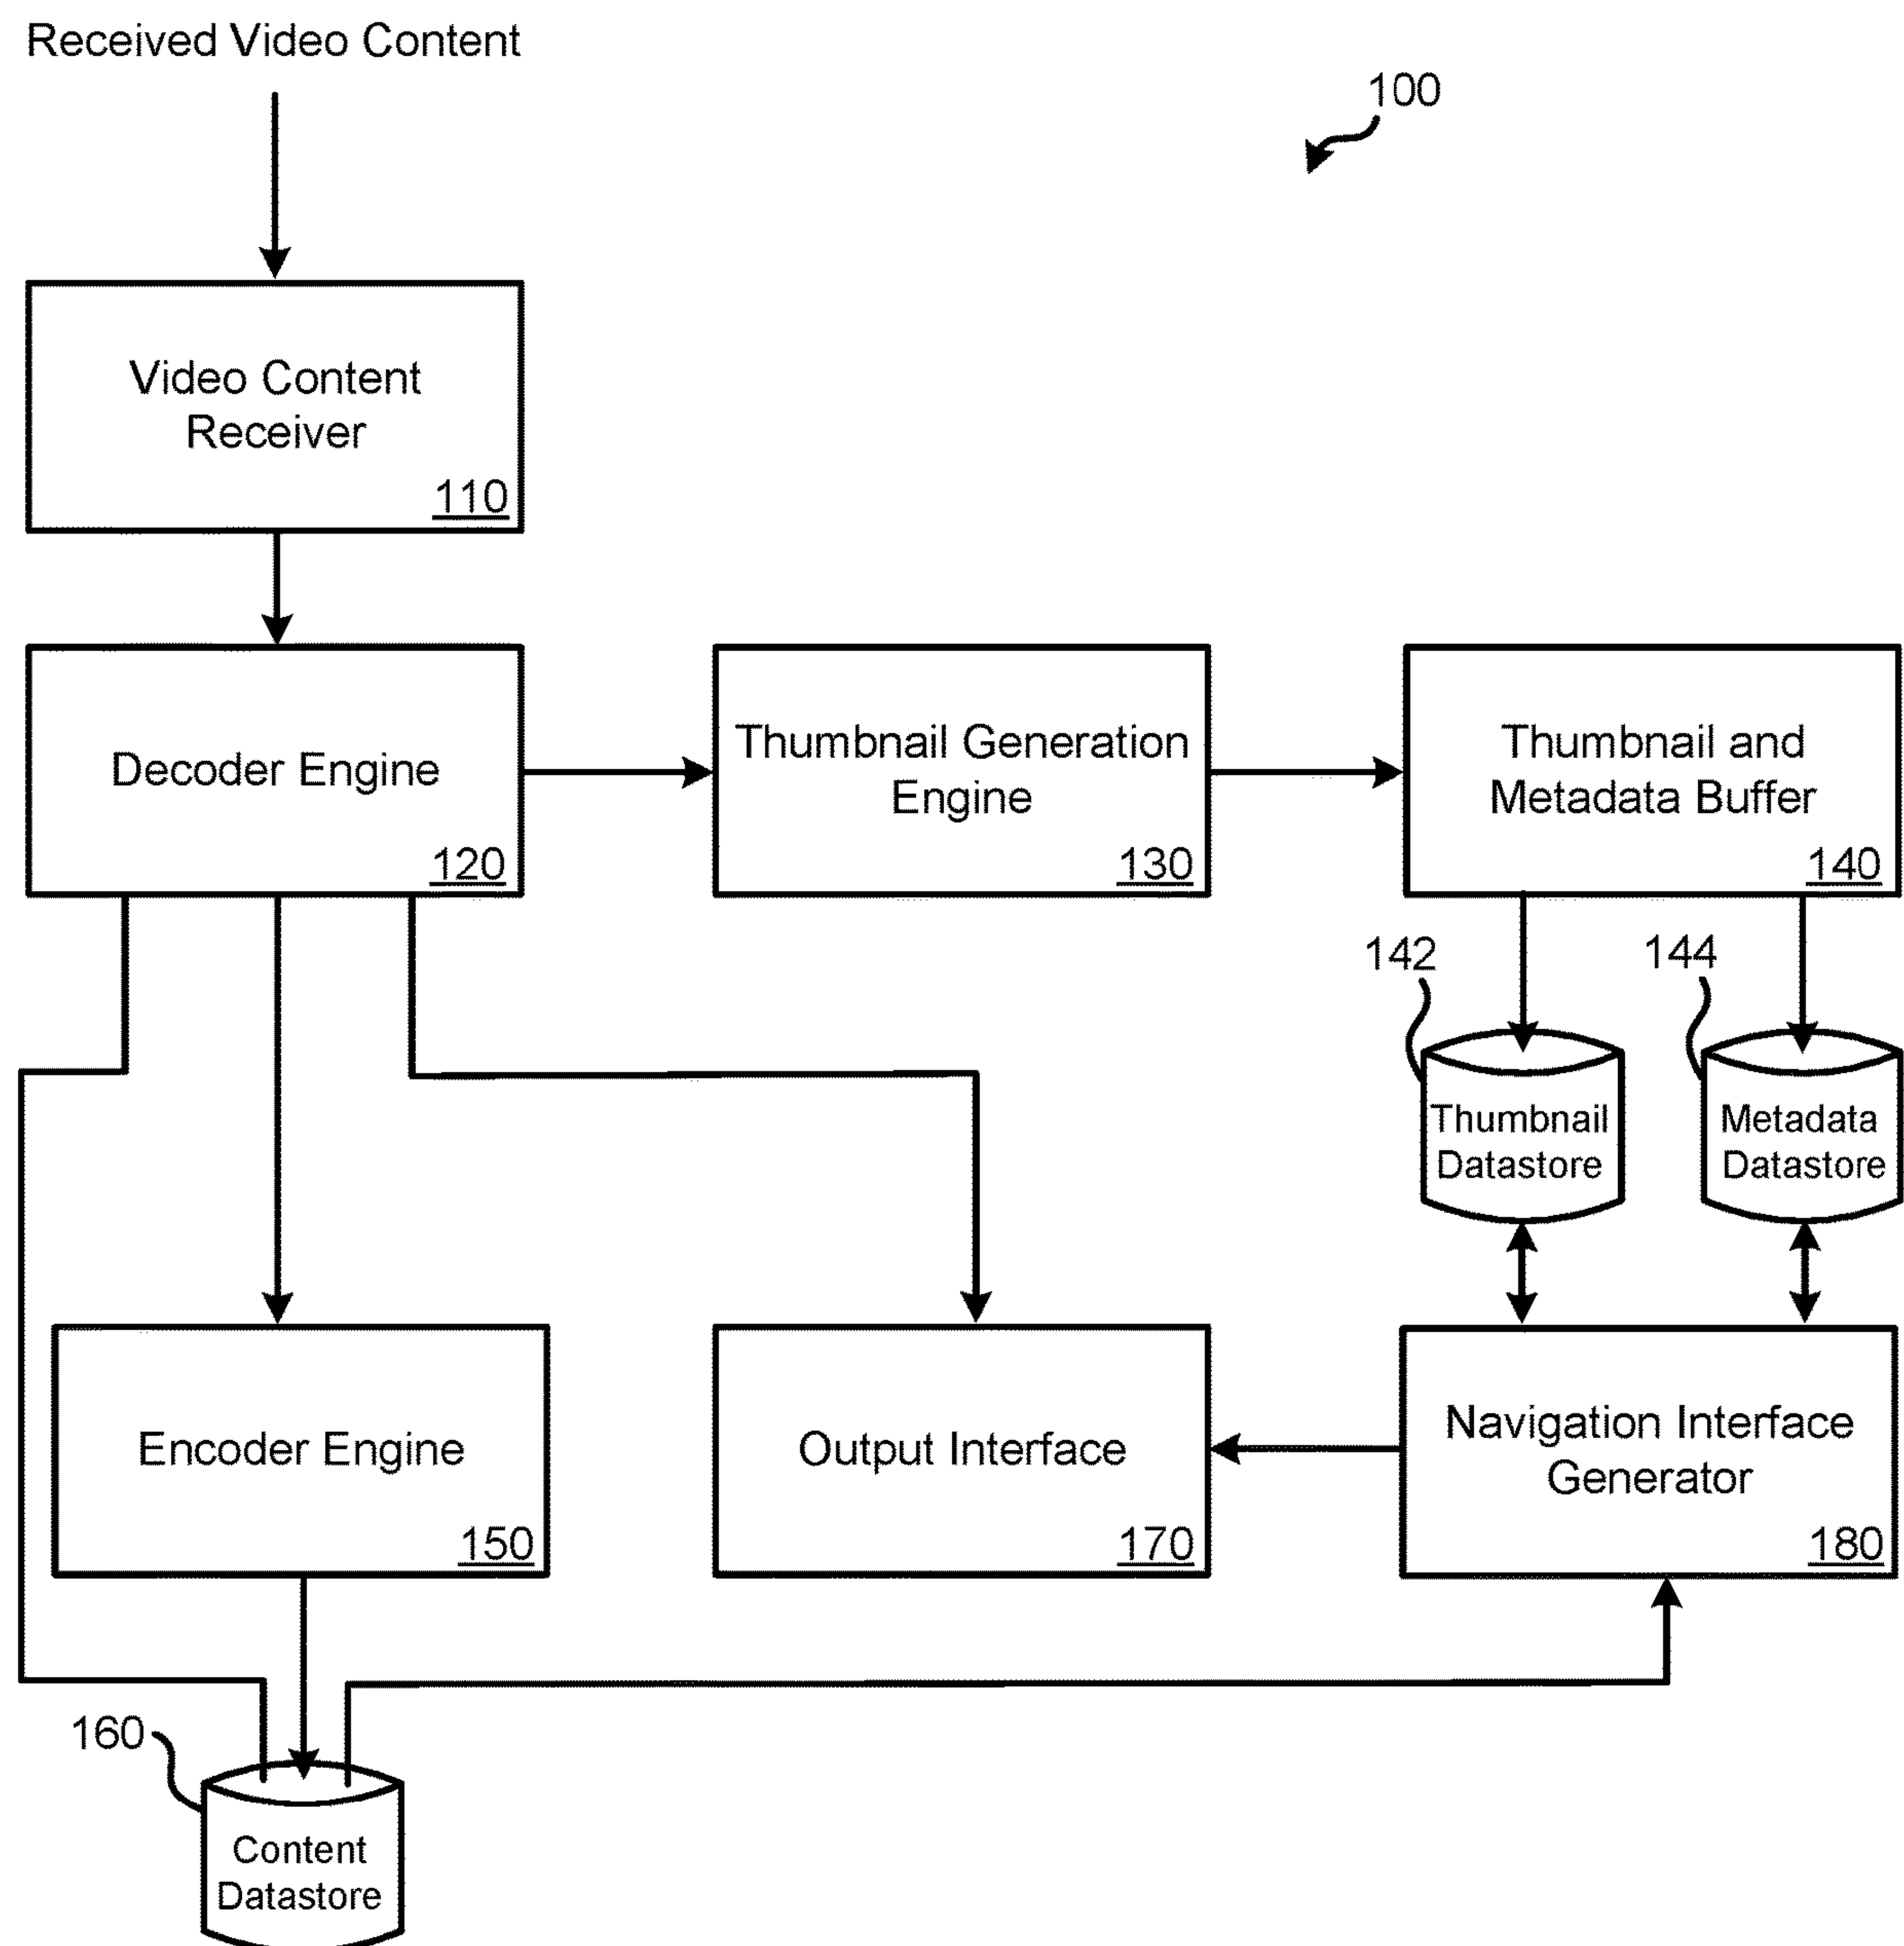 Received Video Content
100
Video Content
Receiver
110
Decoder Engine
120
Thumbnail Generation
Engine
130
Thumbnail and
Metadata Buffer
140
142
144
Thumbnail
Datastore
Metadata
Datastore
Encoder Engine
150
Output Interface
170
Navigation Interface
Generator
180
160
Content
Datastore